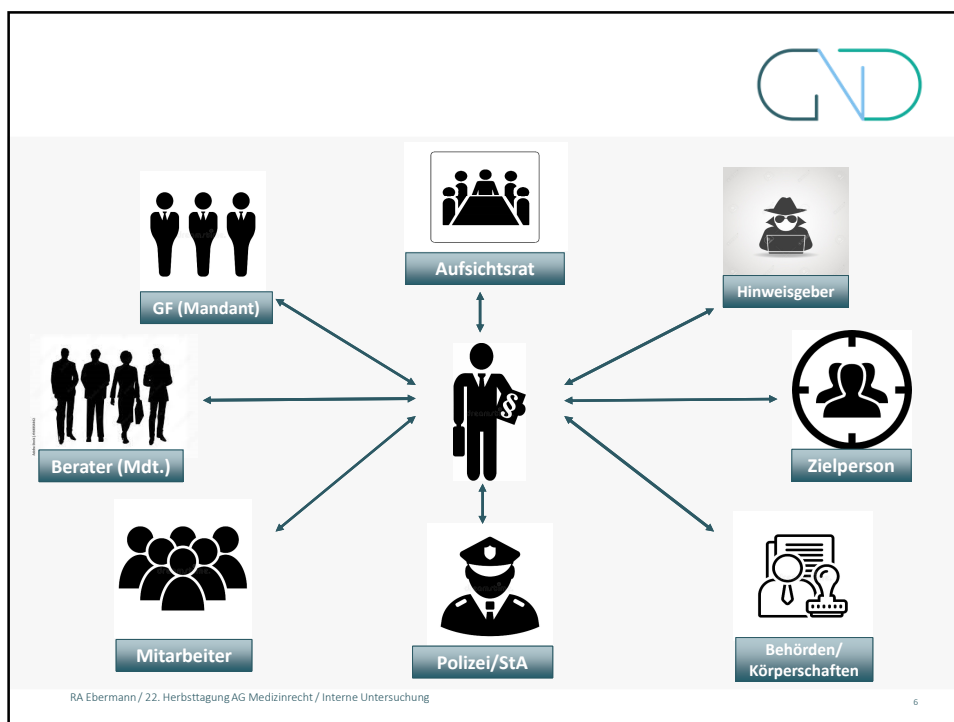 GND
Aufsichtsrat
GF (Mandant)
Hinweisgeber
§
Berater (Mdt.)
Zielperson
Mitarbeiter
Polizei/StA
Behörden/
Körperschaften
RA Ebermann / 22. Herbsttagung AG Medizinrecht / Interne Untersuchung
6